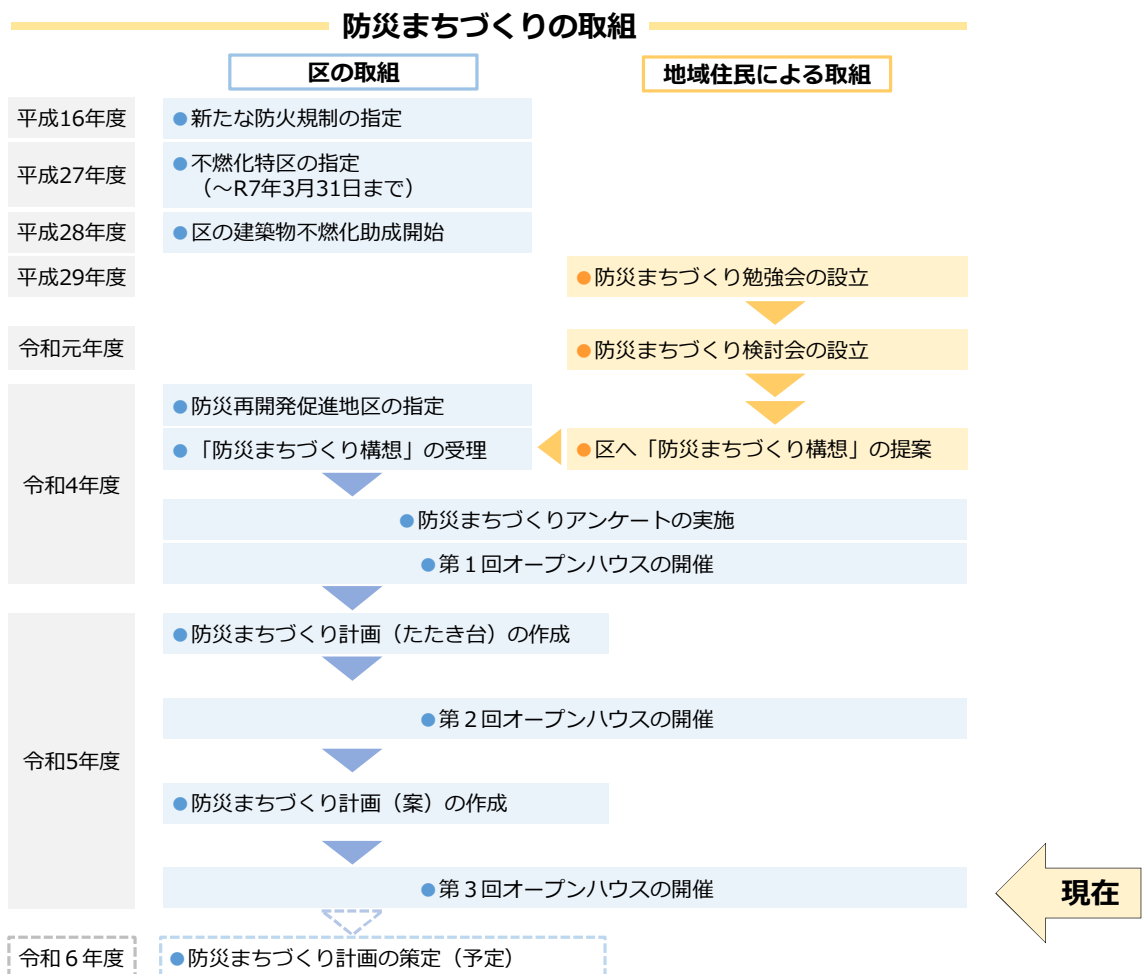 防災まちづくりの取組
区の取組
地域住民による取組
平成16年度
●新たな防火規制の指定
平成27年度
●不燃化特区の指定
（～R7年3月31日まで）
平成28年度
●区の建築物不燃化助成開始
平成29年度
●防災まちづくり勉強会の設立
令和元年度
●防災まちづくり検討会の設立
令和4年度
●防災再開発促進地区の指定
●「防災まちづくり構想」の受理
●区へ「防災まちづくり構想」の提案
●防災まちづくりアンケートの実施
●第１回オープンハウスの開催
令和5年度
●防災まちづくり計画（たたき台）の作成
●第２回オープンハウスの開催
●防災まちづくり計画（案）の作成
●第３回オープンハウスの開催
現在
令和６年度
●防災まちづくり計画の策定（予定）